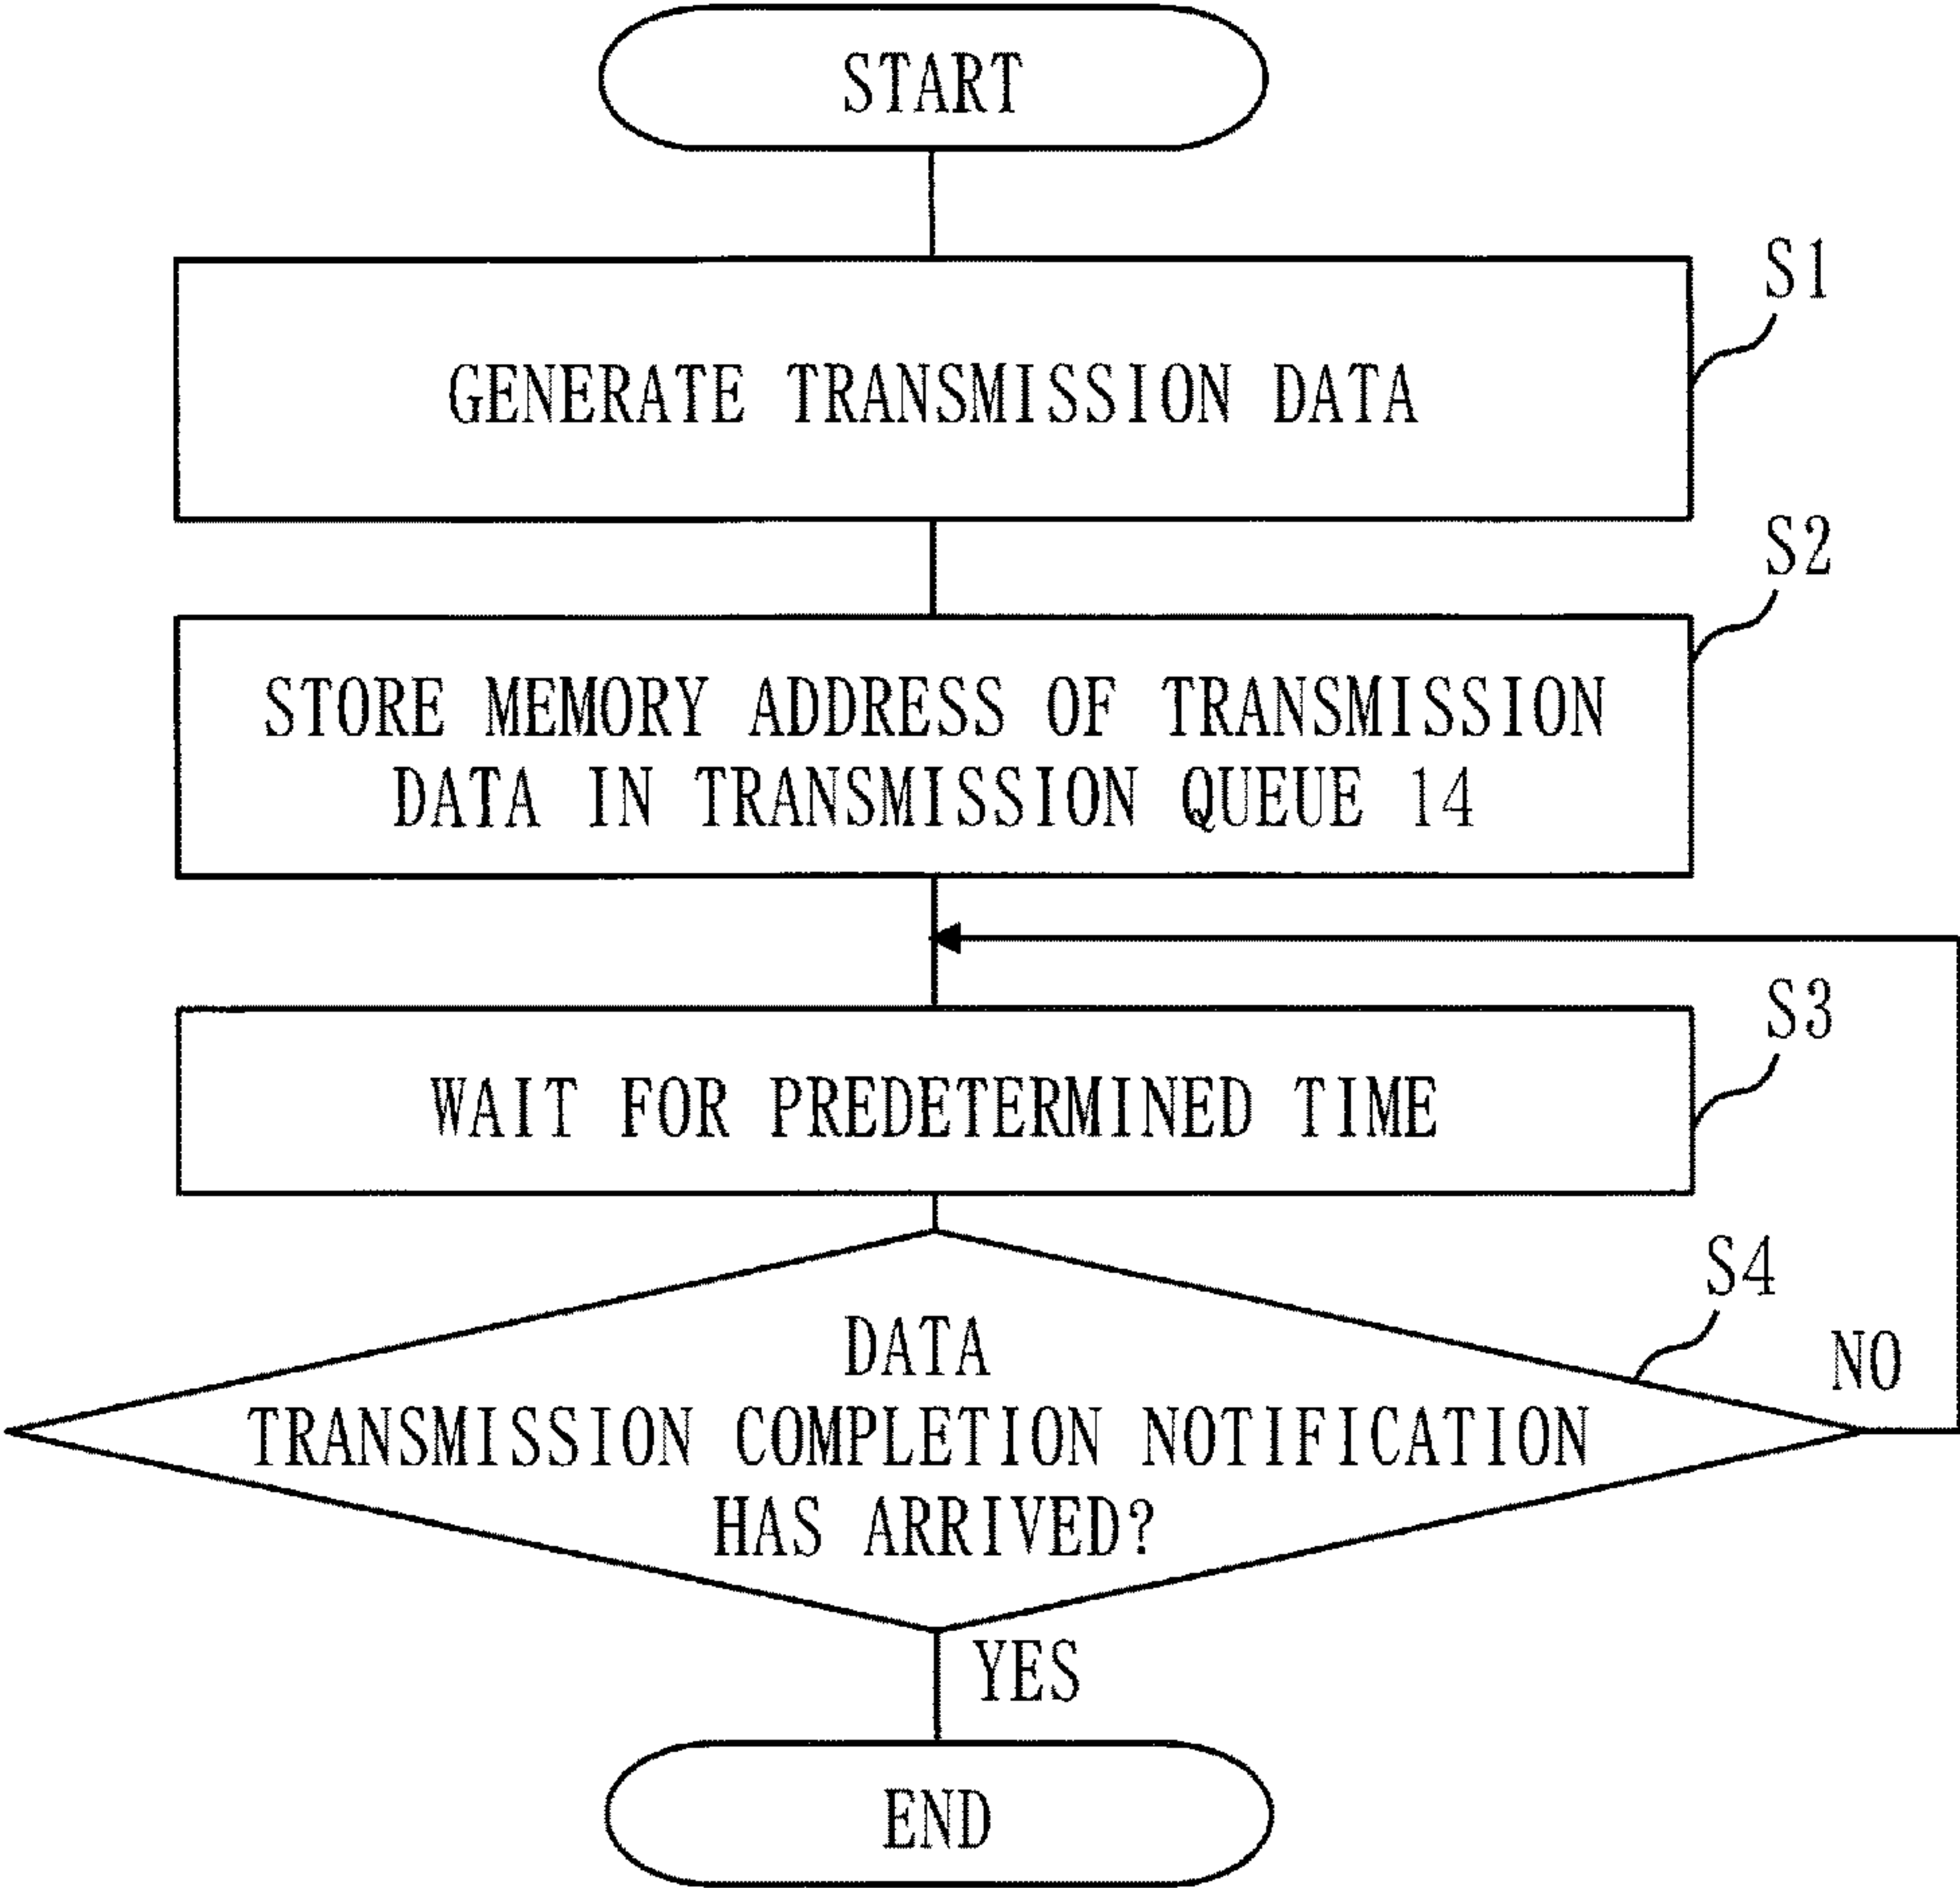 START
S1
GENERATE TRANSMISSION DATA
S2
STORE MEMORY ADDRESS OF TRANSMISSION
DATA IN TRANSMISSION QUEUE 14
S3
WAIT FOR PREDETERMINED TIME
S4
NO
DATA
TRANSMISSION COMPLETION NOTIFICATION
HAS ARRIVED?
YES
END